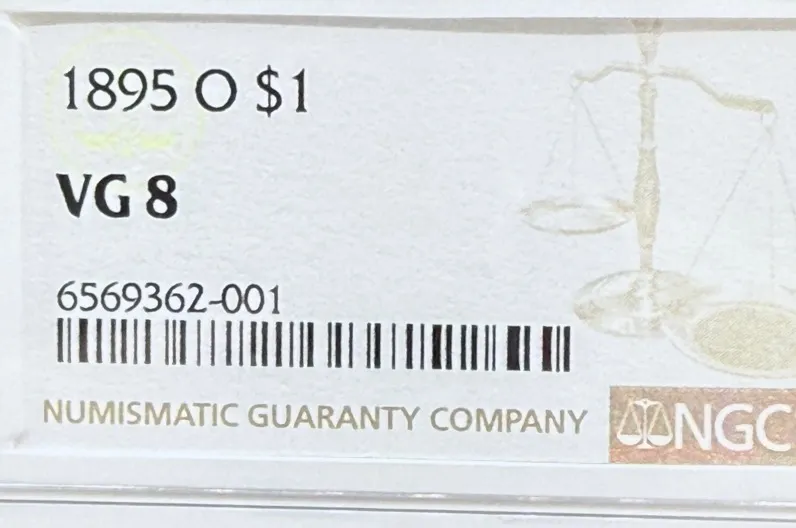 1895 O $1
VG 8
6569362-001
NUMISMATIC GUARANTY COMPANY
NGC